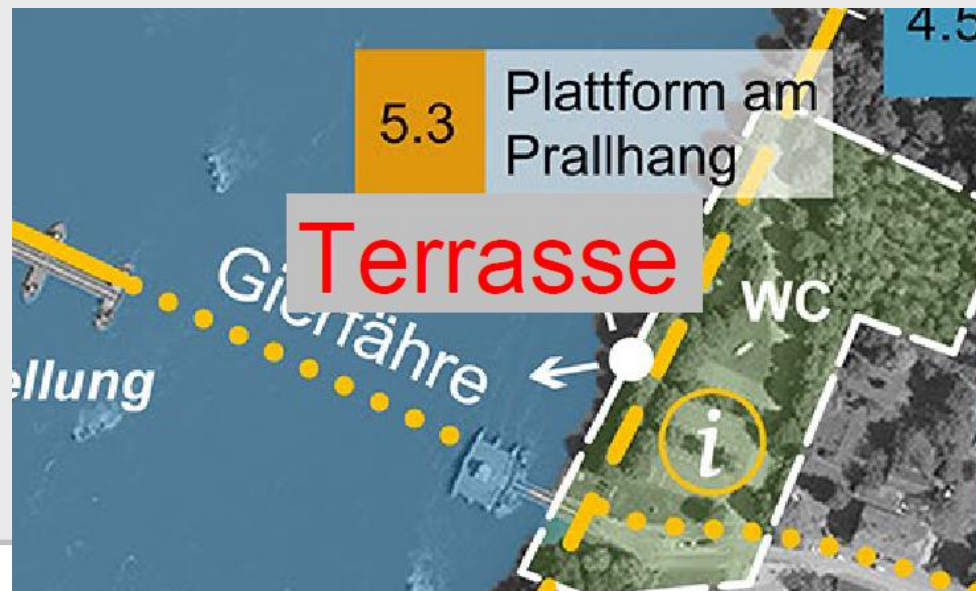 4.5
5.3
Plattform am
Prallhang
Terrasse
Gierfähre
WC
ellung
i